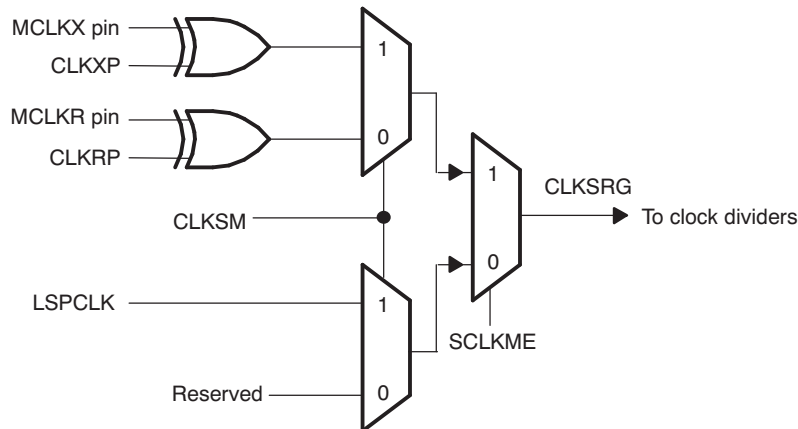 MCLKX pin
CLKXP
1
MCLKR pin
CLKRP
0
1
CLKSRG
To clock dividers
CLKSM
0
LSPCLK
1
SCLKME
Reserved
0